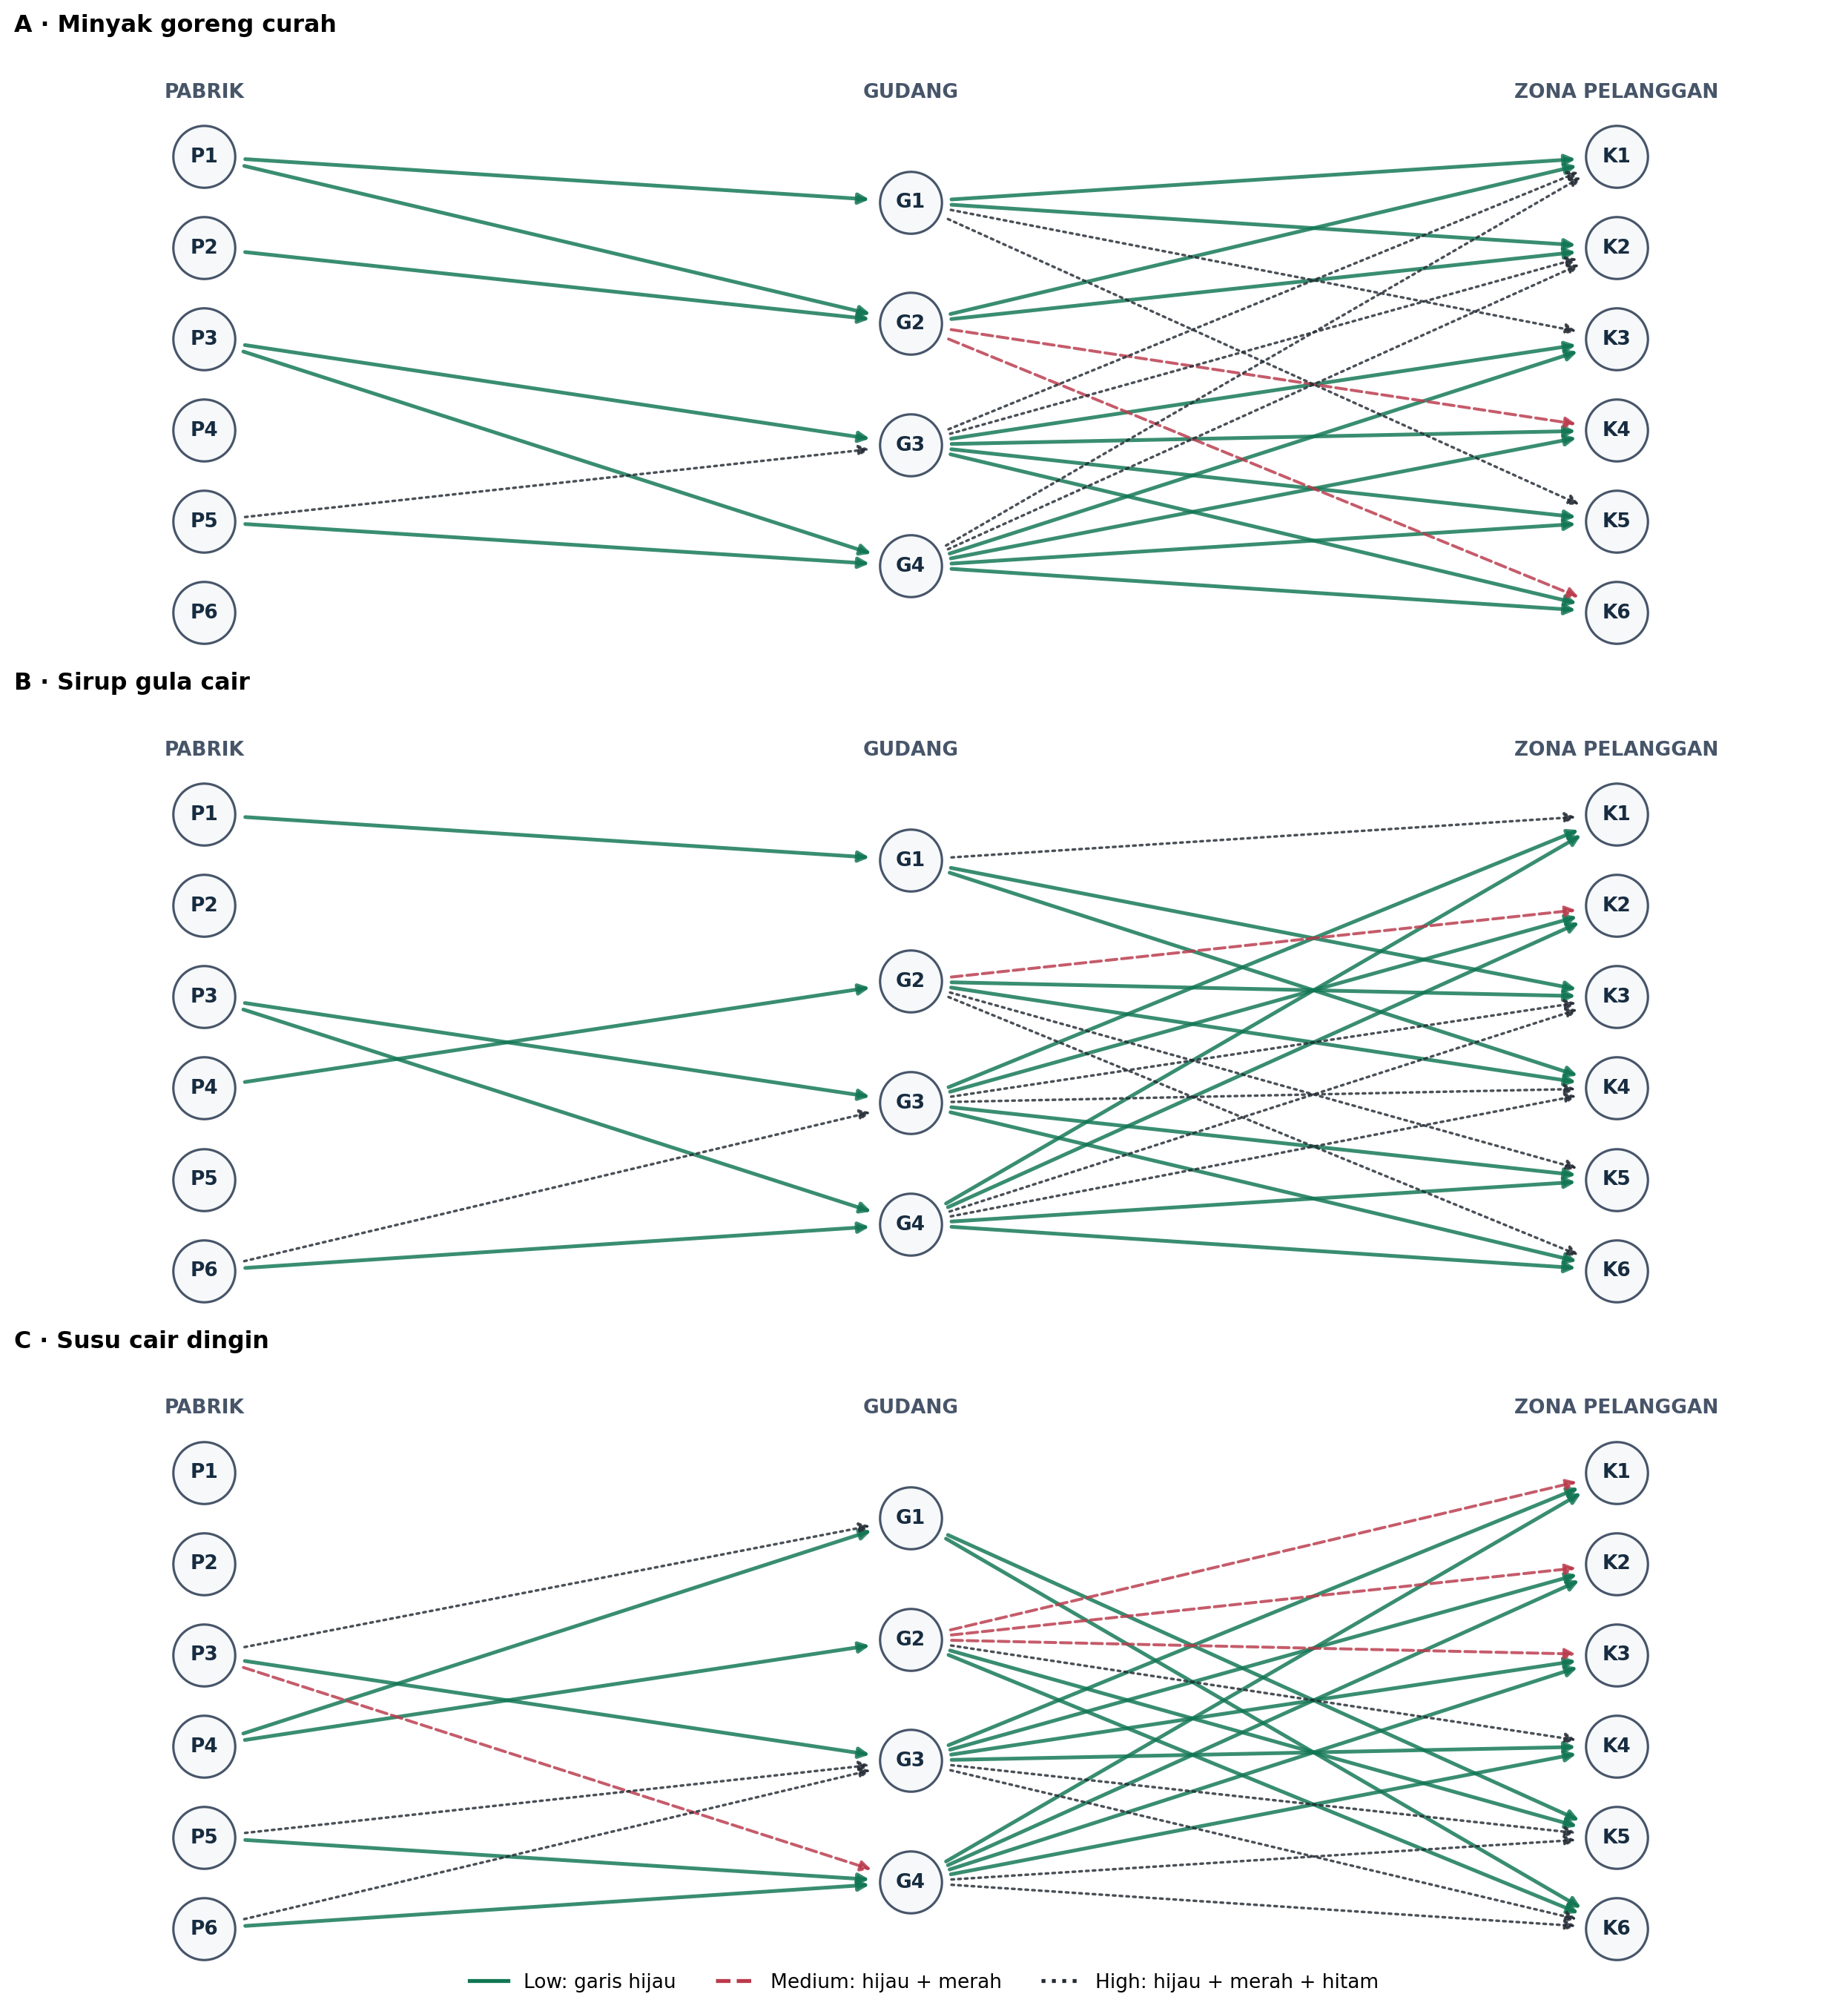 A · Minyak goreng curah
PABRIK GUDANG ZONA PELANGGAN
P1 K1
G1
P2 K2
G2
P3 K3
P4 G3 K4
P5 K5
G4
P6 K6
B · Sirup gula cair
PABRIK GUDANG ZONA PELANGGAN
P1 K1
G1
P2 K2
G2
P3 K3
P4 G3 K4
P5 K5
G4
P6 K6
C · Susu cair dingin
PABRIK GUDANG ZONA PELANGGAN
P1 K1
G1
P2 K2
G2
P3 K3
P4 G3 K4
P5 K5
G4
P6 K6
Low: garis hijau Medium: hijau + merah High: hijau + merah + hitam